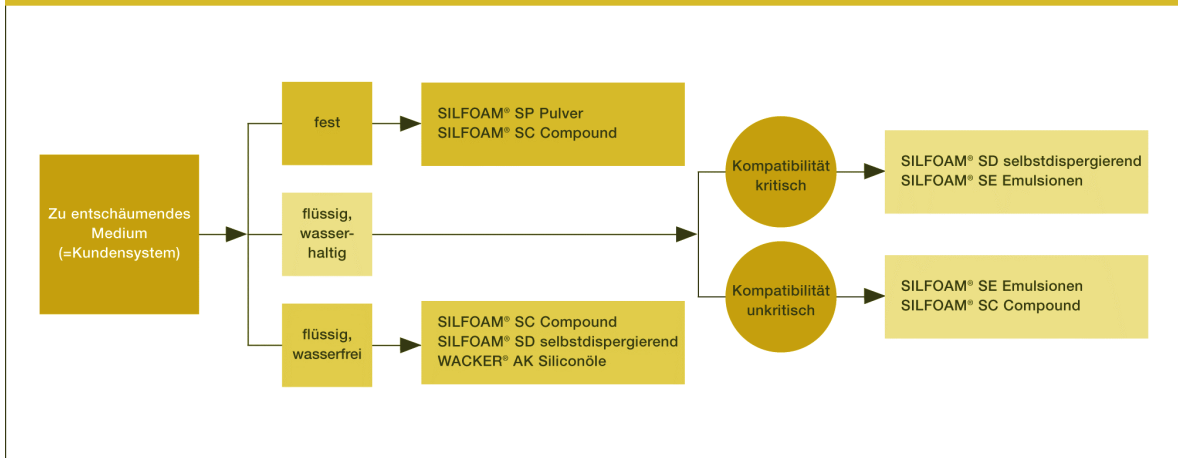 Zu entschäumendes
Medium
(=Kundensystem)
fest
SILFOAM® SP Pulver
SILFOAM® SC Compound
flüssig,
wasser-
haltig
Kompatibilität
kritisch
SILFOAM® SD selbstdispergierend
SILFOAM® SE Emulsionen
Kompatibilität
unkritisch
SILFOAM® SE Emulsionen
SILFOAM® SC Compound
flüssig,
wasserfrei
SILFOAM® SC Compound
SILFOAM® SD selbstdispergierend
WACKER® AK Siliconöle